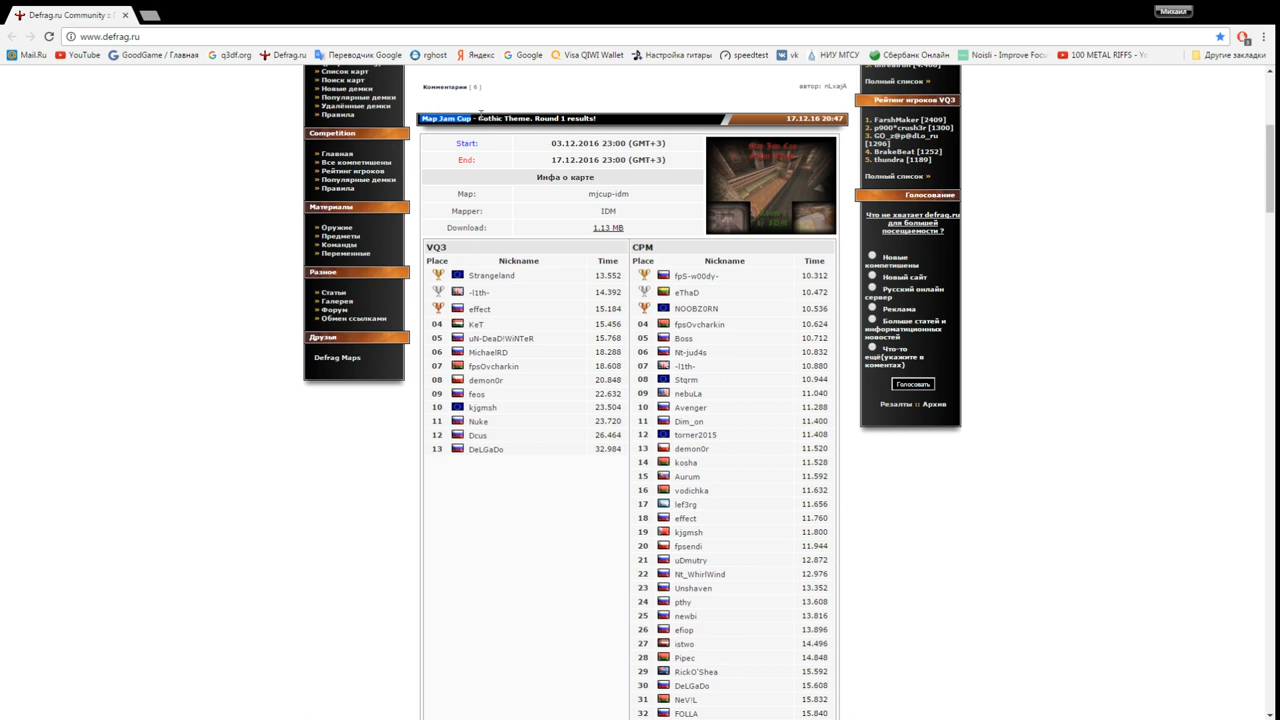 Defrag.ru Community ::
Михаил
www.defrag.ru
Mail.Ru YouTube GoodGame / Главная q3df.org Defrag.ru Переводчик Google rghost Яндекс Google Visa QIWI Wallet Настройка гитары speedtest vk НИУ МГСУ Сбербанк Онлайн Noisli - Improve Focu 100 METAL RIFFS - Y Другие закладки
» Список карт
» Поиск карт
» Новые демки
» Популярные демки
» Удалённые демки
» Правила
Competition
» Главная
» Все компетишены
» Рейтинг игроков
» Популярные демки
» Правила
Материалы
» Оружие
» Предметы
» Команды
» Переменные
Разное
» Статьи
» Галерея
» Форум
» Обмен ссылками
Друзья
Defrag Maps
Комментарии [ 6 ] автор: nLxajA
Map Jam Cup - Gothic Theme. Round 1 results! 17.12.16 20:47
Start: 03.12.2016 23:00 (GMT+3)
End: 17.12.2016 23:00 (GMT+3)
Инфа о карте
Map: mjcup-idm
Mapper: IDM
Download: 1.13 MB
VQ3
Place Nickname Time
Strangeland 13.552
-l1th- 14.392
effect 15.184
04 KeT 15.456
05 uN-DeaD!WiNTeR 15.768
06 MichaelRD 18.288
07 fpsOvcharkin 18.608
08 demon0r 20.848
09 feos 22.632
10 kjgmsh 23.504
11 Nuke 23.720
12 Dcus 26.464
13 DeLGaDo 32.984
CPM
Place Nickname Time
fpS-w00dy- 10.312
eThaD 10.472
NOOBZ0RN 10.536
04 fpsOvcharkin 10.624
05 Boss 10.712
06 Nt-jud4s 10.832
07 -l1th- 10.880
08 Stqrm 10.944
09 nebuLa 11.040
10 Avenger 11.288
11 Dim_on 11.400
12 torner2015 11.408
13 demon0r 11.520
14 kosha 11.528
15 Aurum 11.592
16 vodichka 11.632
17 lef3rg 11.656
18 effect 11.760
19 kjgmsh 11.800
20 fpsendi 11.944
21 uDmutry 12.872
22 Nt_WhirlWind 12.976
23 Unshaven 13.352
24 pthy 13.608
25 newbi 13.816
26 efiop 13.896
27 istwo 14.496
28 Pipec 14.848
29 RickO'Shea 15.592
30 DeLGaDo 15.608
31 NeV!L 15.832
32 FOLLA 15.840
Полный список »
Рейтинг игроков VQ3
1. FarshMaker [2409]
2. p900*crush3r [1300]
3. GO_z@p@dLo_ru
[1296]
4. BrakeBeat [1252]
5. thundra [1189]
Полный список »
Голосование
Что не хватает defrag.ru
для большей
посещаемости ?
Новые
компетишены
Новый сайт
Русский онлайн
сервер
Реклама
Больше статей и
информатионных
новостей
Что-то
ещё(укажите в
коментах)
Голосовать
Резалты :: Архив